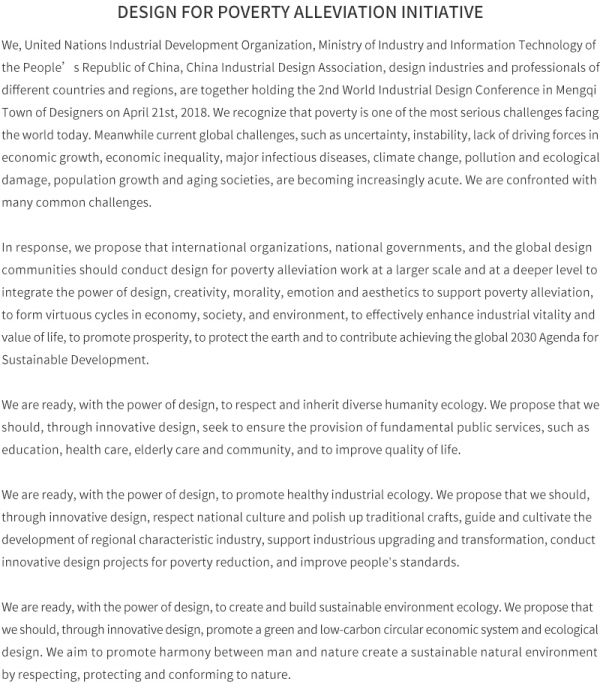 DESIGN FOR POVERTY ALLEVIATION INITIATIVE
We, United Nations Industrial Development Organization, Ministry of Industry and Information Technology of
the People’s Republic of China, China Industrial Design Association, design industries and professionals of
different countries and regions, are together holding the 2nd World Industrial Design Conference in Mengqi
Town of Designers on April 21st, 2018. We recognize that poverty is one of the most serious challenges facing
the world today. Meanwhile current global challenges, such as uncertainty, instability, lack of driving forces in
economic growth, economic inequality, major infectious diseases, climate change, pollution and ecological
damage, population growth and aging societies, are becoming increasingly acute. We are confronted with
many common challenges.
In response, we propose that international organizations, national governments, and the global design
communities should conduct design for poverty alleviation work at a larger scale and at a deeper level to
integrate the power of design, creativity, morality, emotion and aesthetics to support poverty alleviation,
to form virtuous cycles in economy, society, and environment, to effectively enhance industrial vitality and
value of life, to promote prosperity, to protect the earth and to contribute achieving the global 2030 Agenda for
Sustainable Development.
We are ready, with the power of design, to respect and inherit diverse humanity ecology. We propose that we
should, through innovative design, seek to ensure the provision of fundamental public services, such as
education, health care, elderly care and community, and to improve quality of life.
We are ready, with the power of design, to promote healthy industrial ecology. We propose that we should,
through innovative design, respect national culture and polish up traditional crafts, guide and cultivate the
development of regional characteristic industry, support industrious upgrading and transformation, conduct
innovative design projects for poverty reduction, and improve people's standards.
We are ready, with the power of design, to create and build sustainable environment ecology. We propose that
we should, through innovative design, promote a green and low-carbon circular economic system and ecological
design. We aim to promote harmony between man and nature create a sustainable natural environment
by respecting, protecting and conforming to nature.